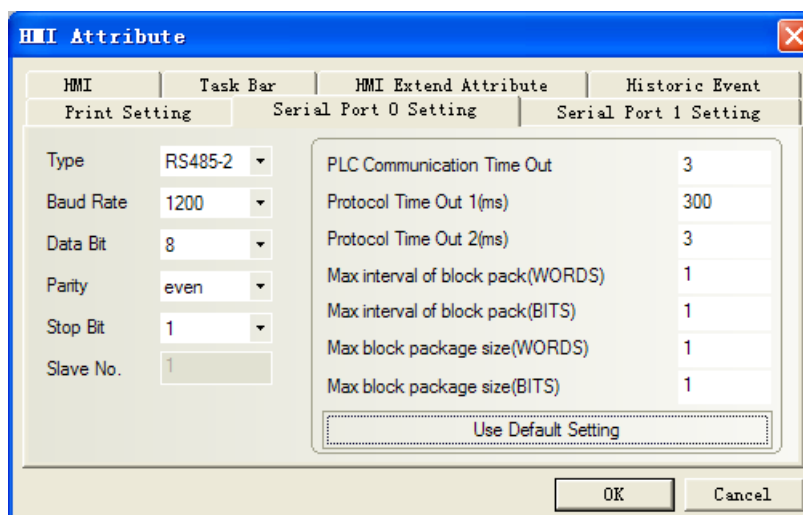 HMI Attribute
HMI Task Bar HMI Extend Attribute Historic Event
Print Setting Serial Port 0 Setting Serial Port 1 Setting
Type RS485-2
Baud Rate 1200
Data Bit 8
Parity even
Stop Bit 1
Slave No. 1
PLC Communication Time Out 3
Protocol Time Out 1(ms) 300
Protocol Time Out 2(ms) 3
Max interval of block pack(WORDS) 1
Max interval of block pack(BITS) 1
Max block package size(WORDS) 1
Max block package size(BITS) 1
Use Default Setting
OK Cancel